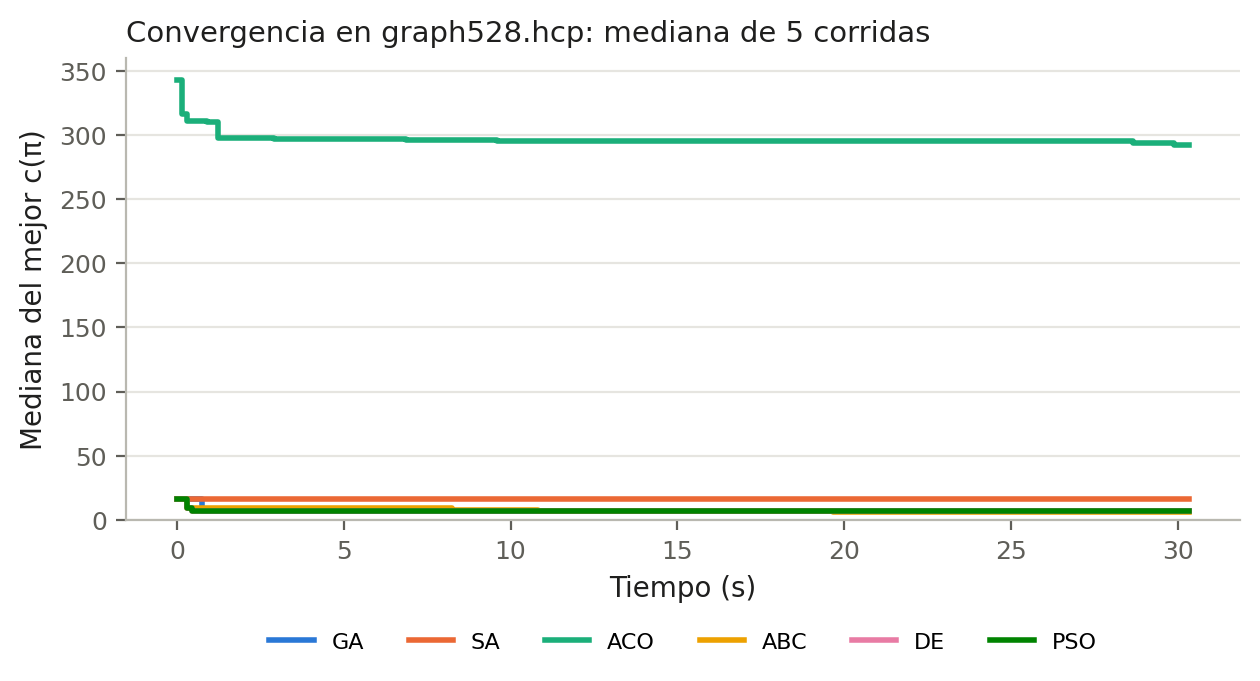 Convergencia en graph528.hcp: mediana de 5 corridas
350
300
250
200
150
100
50
0
Mediana del mejor c(π)
0 5 10 15 20 25 30
Tiempo (s)
GA SA ACO ABC DE PSO